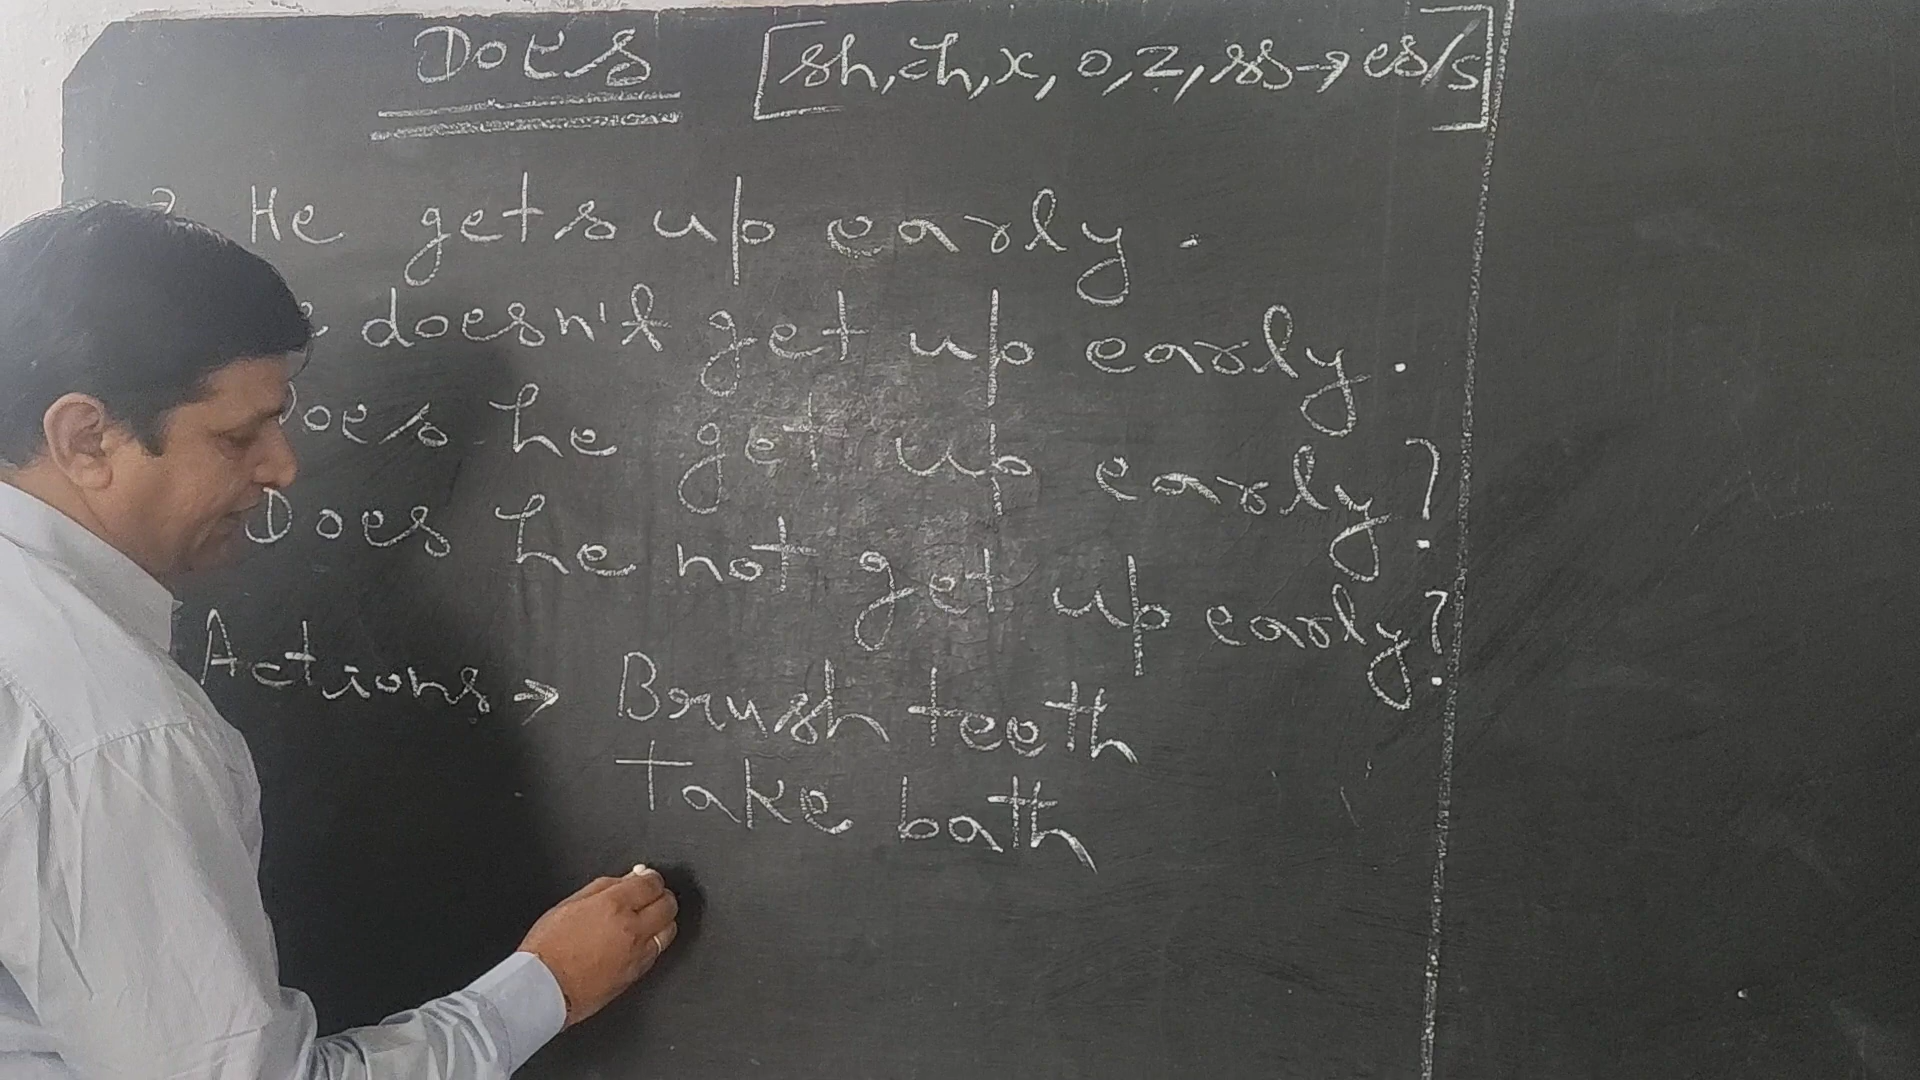 Does [sh, ch, x, o, z, ss → es/s]
He gets up early.
doesn't get up early.
Does he get up early?
Does he not get up early?
Actions → Brush teeth
Take bath